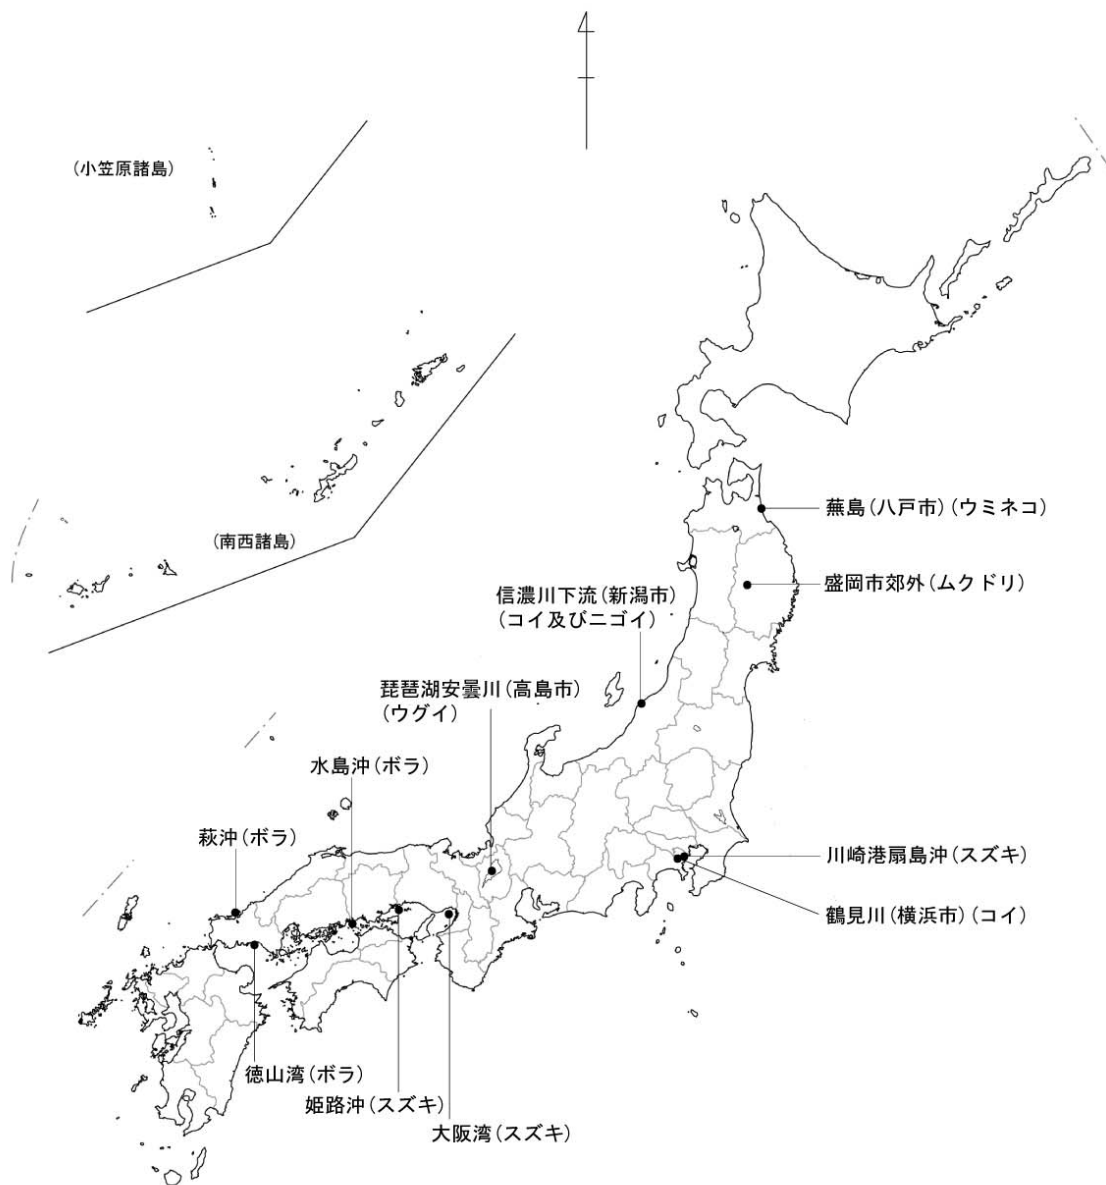 (小笠原諸島)
(南西諸島)
蕪島(八戸市)(ウミネコ)
盛岡市郊外(ムクドリ)
信濃川下流(新潟市)
(コイ及びニゴイ)
琵琶湖安曇川(高島市)
(ウグイ)
水島沖(ボラ)
萩沖(ボラ)
川崎港扇島沖(スズキ)
鶴見川(横浜市)(コイ)
徳山湾(ボラ)
姫路沖(スズキ)
大阪湾(スズキ)